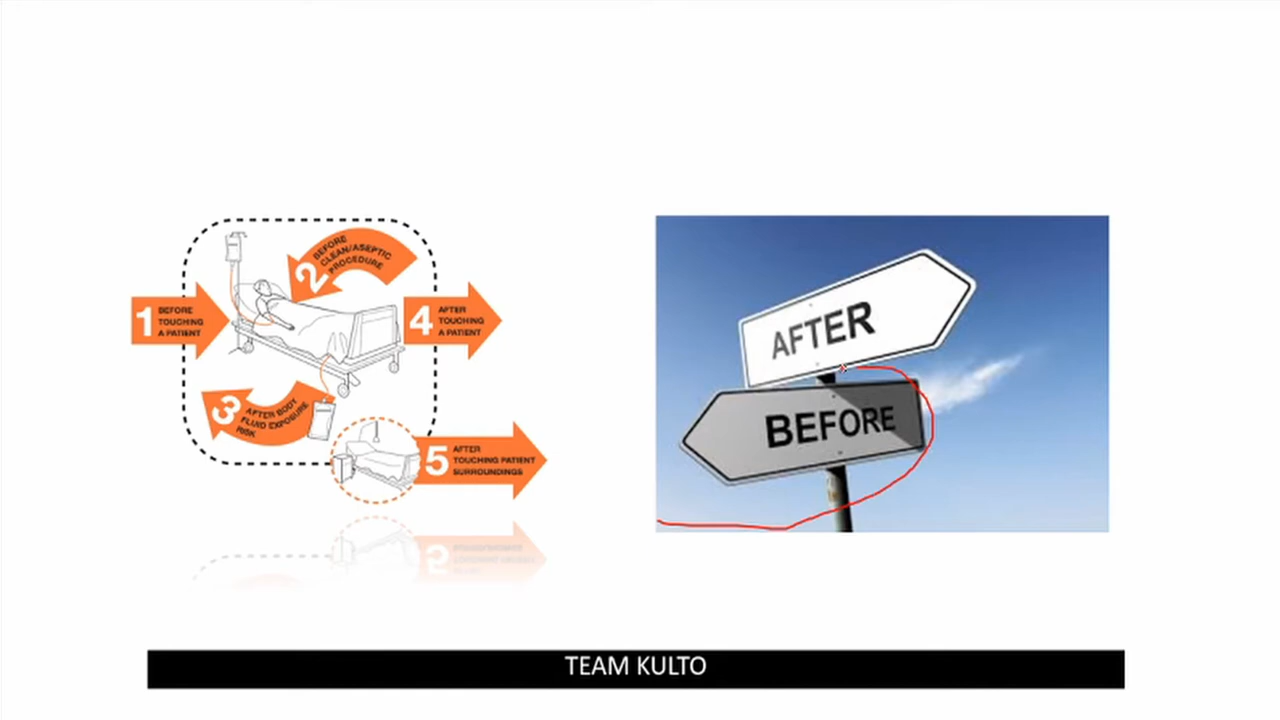 1 BEFORE
TOUCHING
A PATIENT
2 BEFORE
CLEAN/ASEPTIC
PROCEDURE
3 AFTER BODY
FLUID EXPOSURE
RISK
4 AFTER
TOUCHING
A PATIENT
5 AFTER
TOUCHING PATIENT
SURROUNDINGS
AFTER
BEFORE
TEAM KULTO